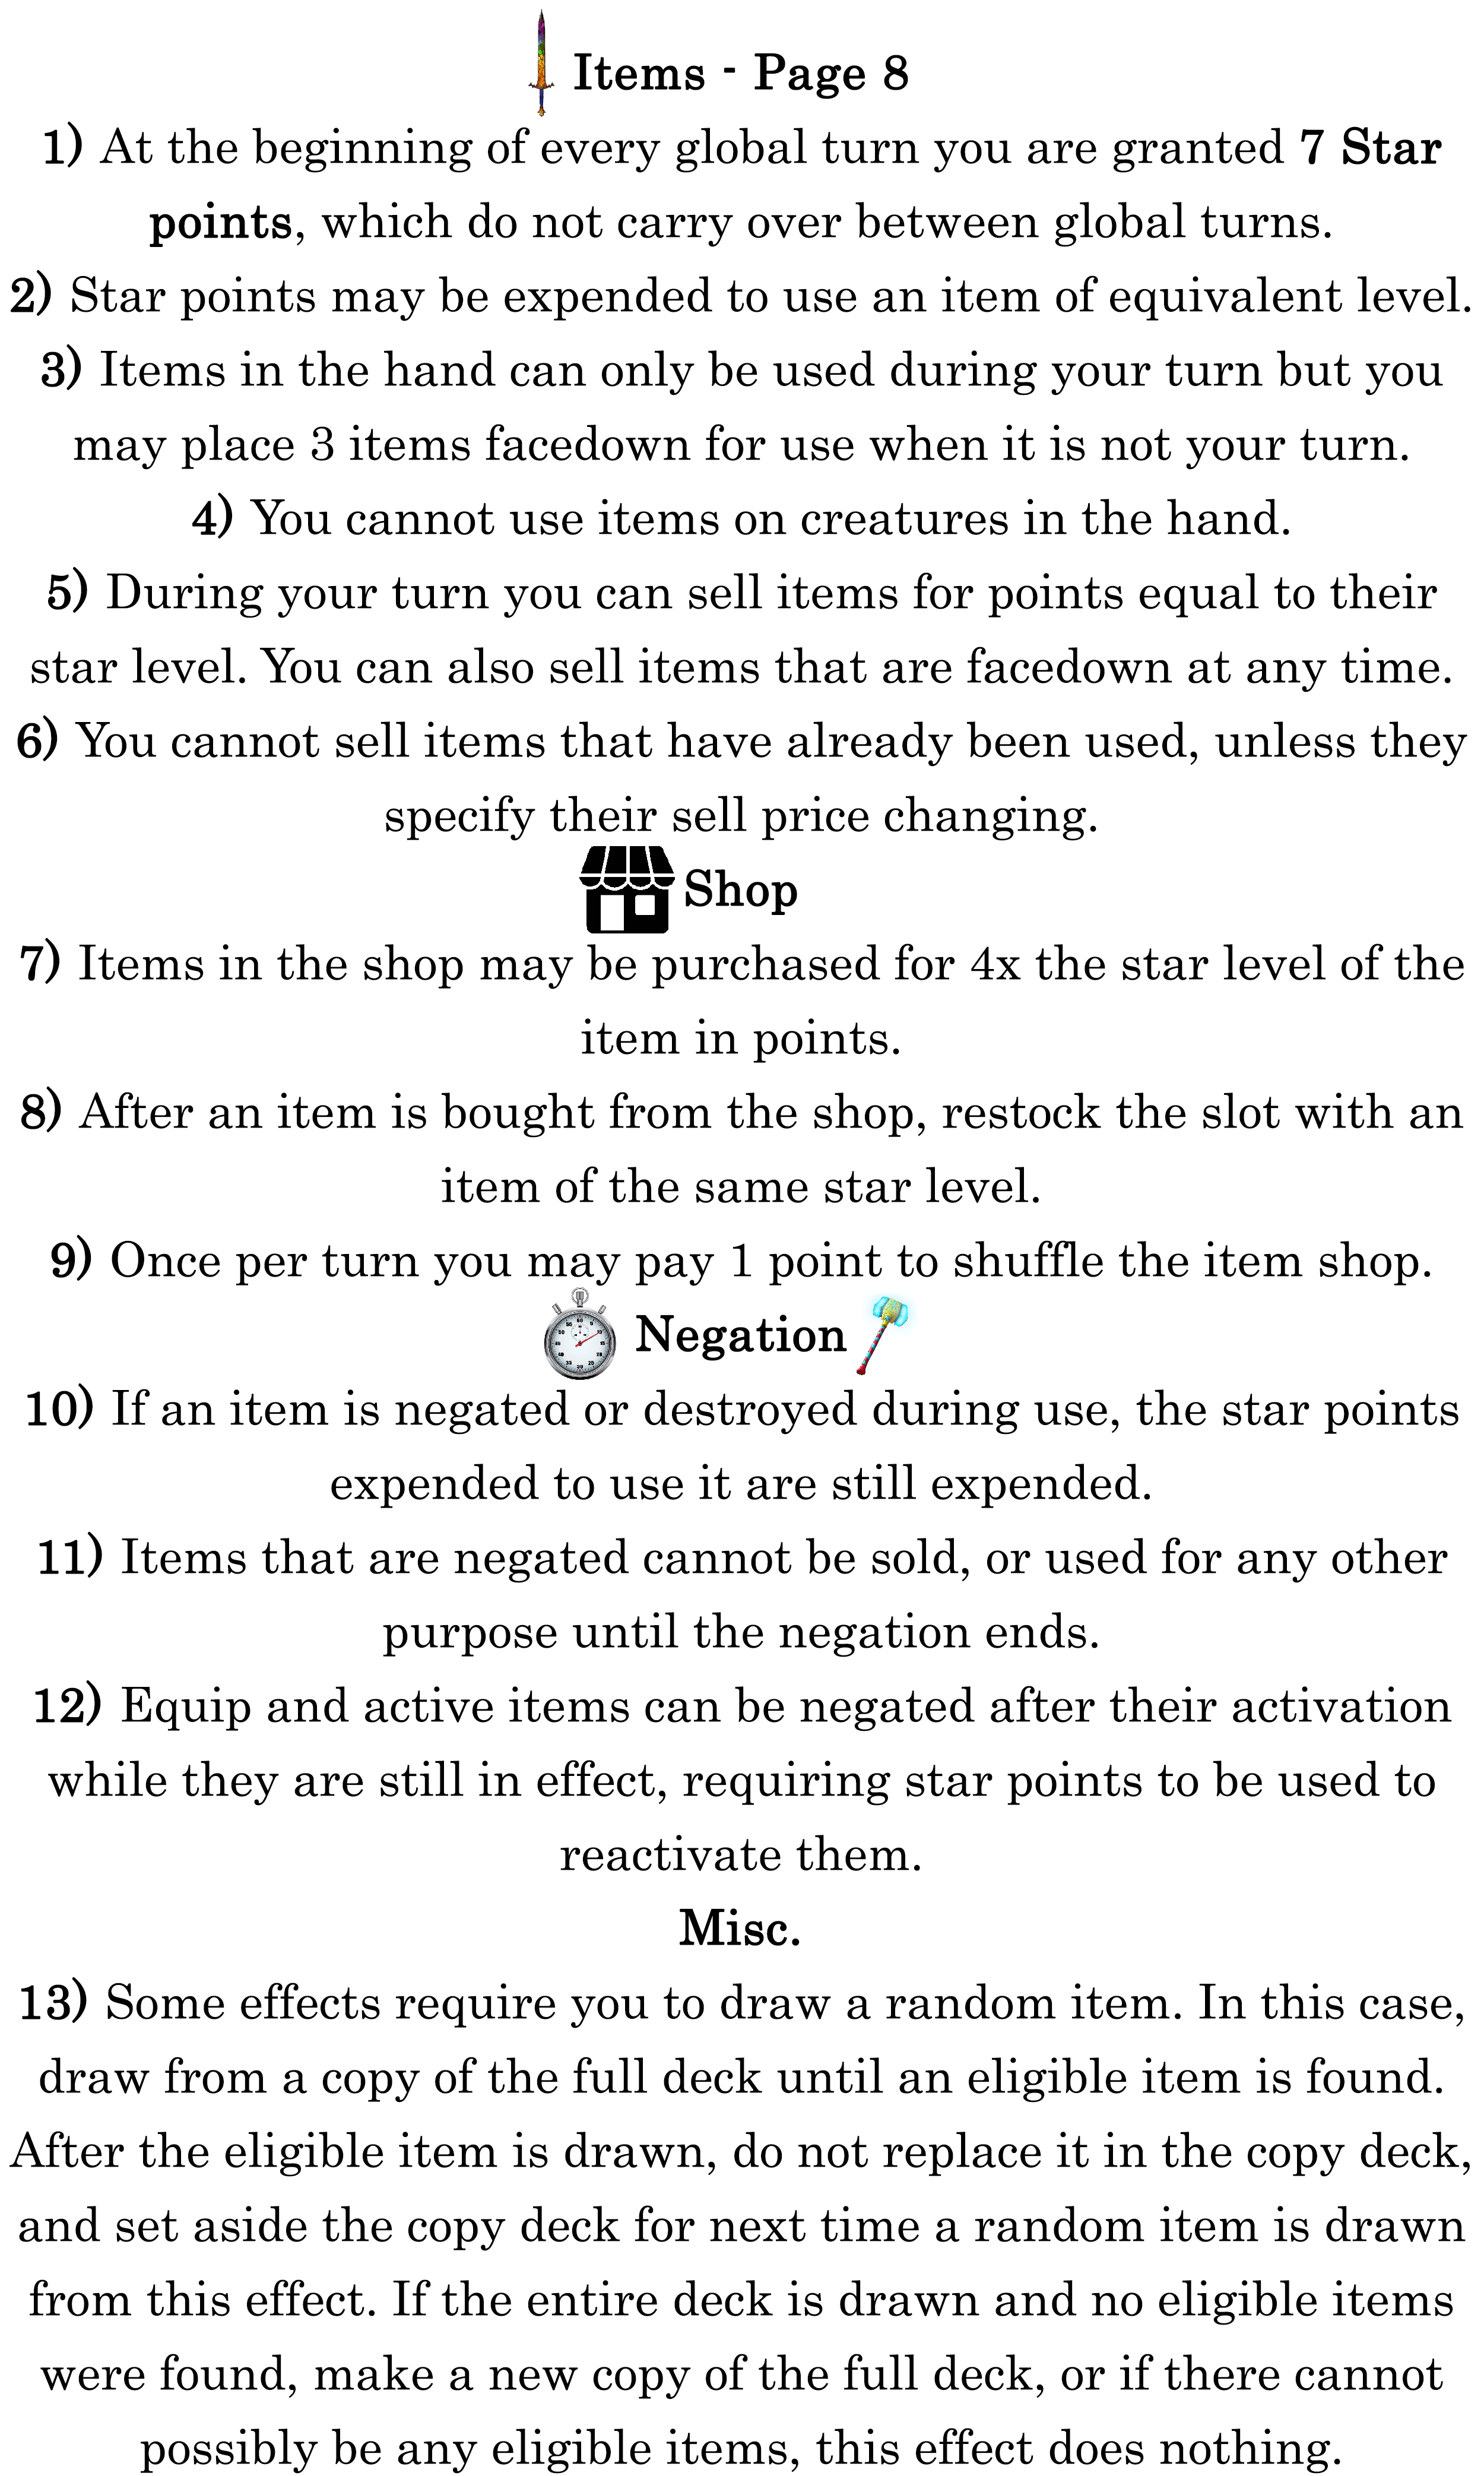 Items - Page 8
1) At the beginning of every global turn you are granted 7 Star
points, which do not carry over between global turns.
2) Star points may be expended to use an item of equivalent level.
3) Items in the hand can only be used during your turn but you
may place 3 items facedown for use when it is not your turn.
4) You cannot use items on creatures in the hand.
5) During your turn you can sell items for points equal to their
star level. You can also sell items that are facedown at any time.
6) You cannot sell items that have already been used, unless they
specify their sell price changing.
Shop
7) Items in the shop may be purchased for 4x the star level of the
item in points.
8) After an item is bought from the shop, restock the slot with an
item of the same star level.
9) Once per turn you may pay 1 point to shuffle the item shop.
Negation
10) If an item is negated or destroyed during use, the star points
expended to use it are still expended.
11) Items that are negated cannot be sold, or used for any other
purpose until the negation ends.
12) Equip and active items can be negated after their activation
while they are still in effect, requiring star points to be used to
reactivate them.
Misc.
13) Some effects require you to draw a random item. In this case,
draw from a copy of the full deck until an eligible item is found.
After the eligible item is drawn, do not replace it in the copy deck,
and set aside the copy deck for next time a random item is drawn
from this effect. If the entire deck is drawn and no eligible items
were found, make a new copy of the full deck, or if there cannot
possibly be any eligible items, this effect does nothing.